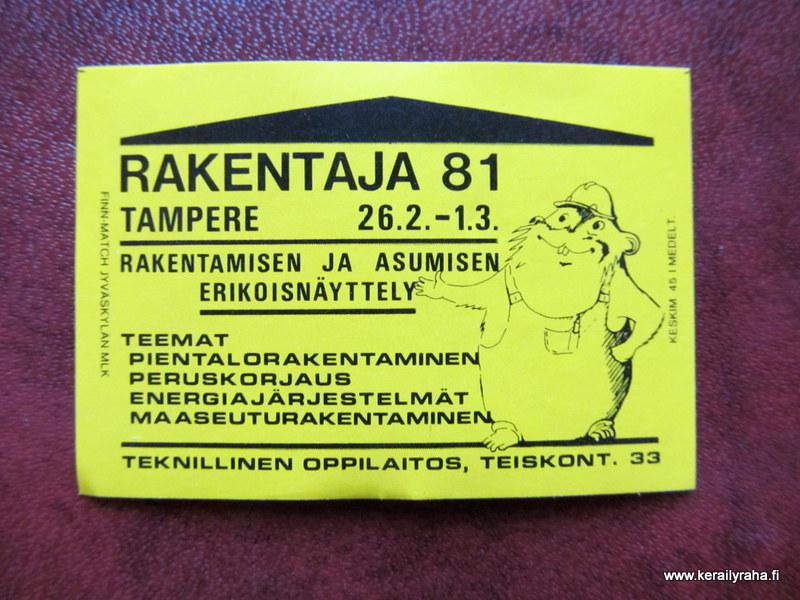 RAKENTAJA 81
TAMPERE 26.2.-1.3.
RAKENTAMISEN JA ASUMISEN
ERIKOISNÄYTTELY
TEEMAT
PIENTALORAKENTAMINEN
PERUSKORJAUS
ENERGIAJÄRJESTELMÄT
MAASEUTURAKENTAMINEN
TEKNILLINEN OPPILAITOS, TEISKONT. 33
FINN-MATCH JYVÄSKYLÄN MLK
KESKIM. 45 I MEDELT.
www.kerailyraha.fi